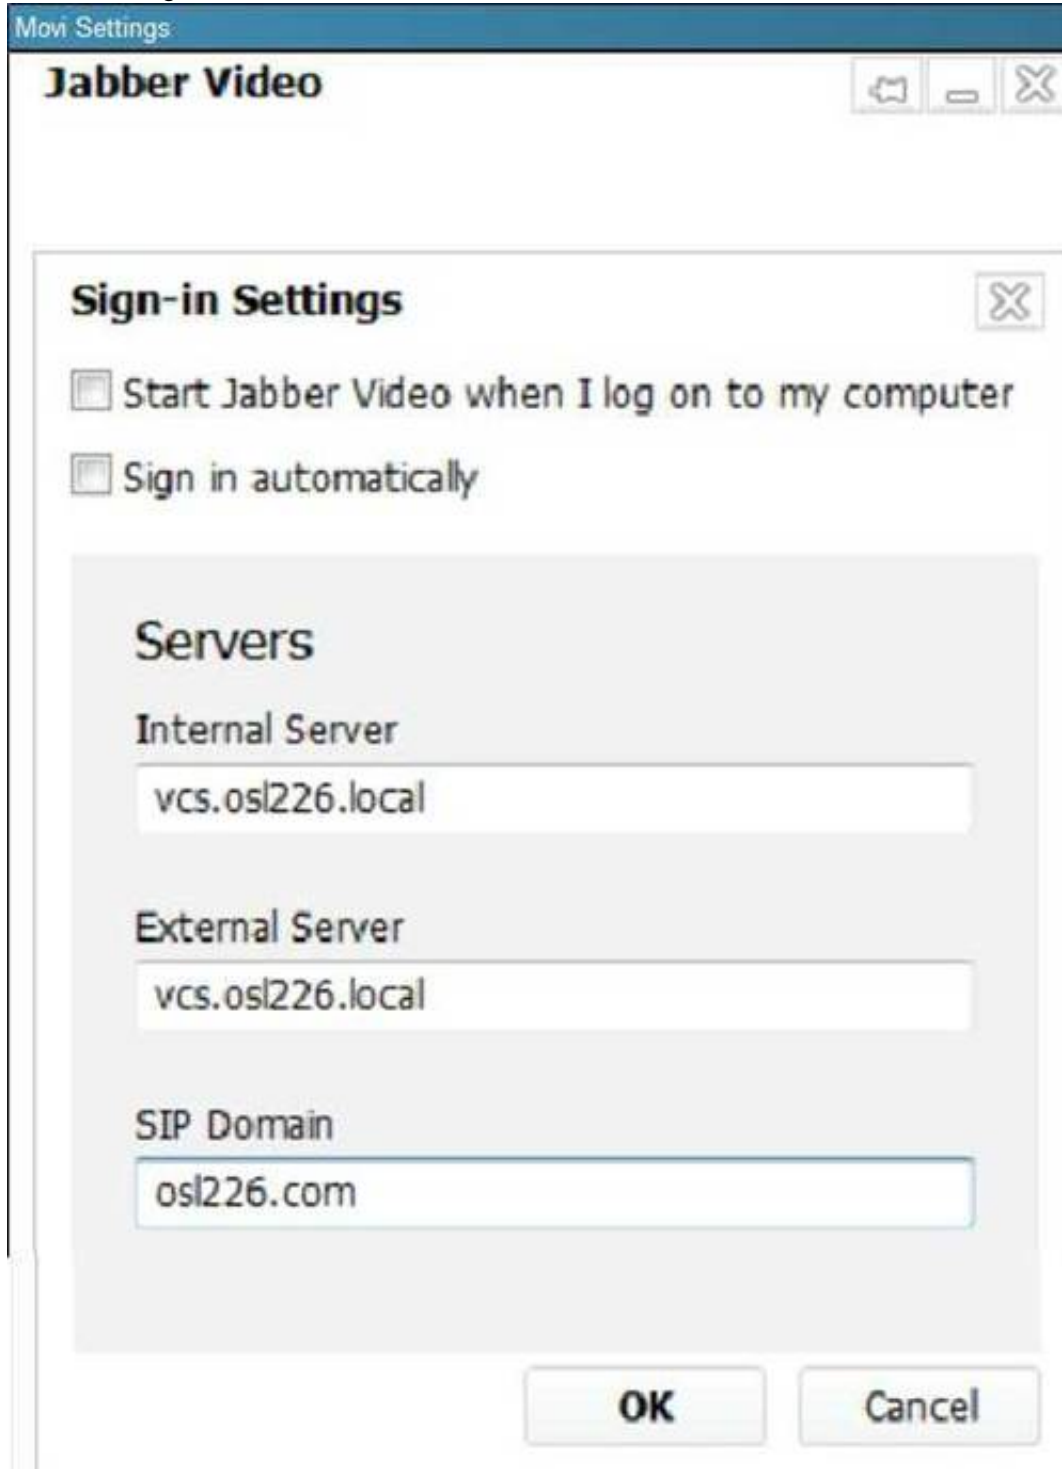 Movi Settings
Jabber Video
Sign-in Settings
Start Jabber Video when I log on to my computer
Sign in automatically
Servers
Internal Server
vcs.osl226.local
External Server
vcs.osl226.local
SIP Domain
osl226.com
OK Cancel